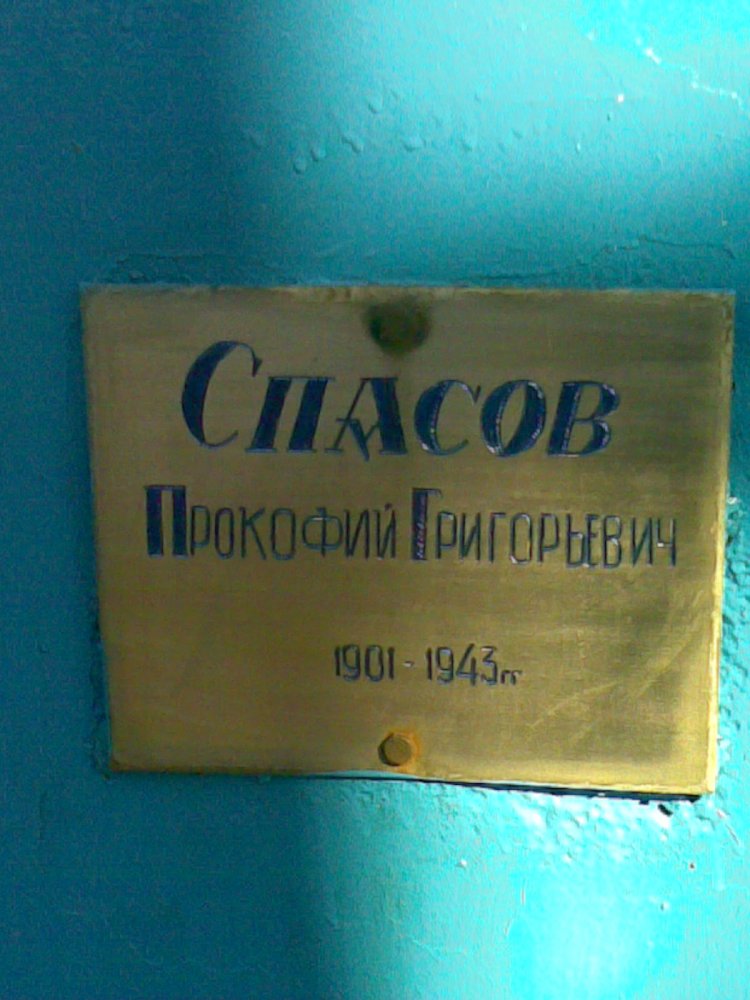 Спасов
Прокофий Григорьевич
1901 - 1943гг